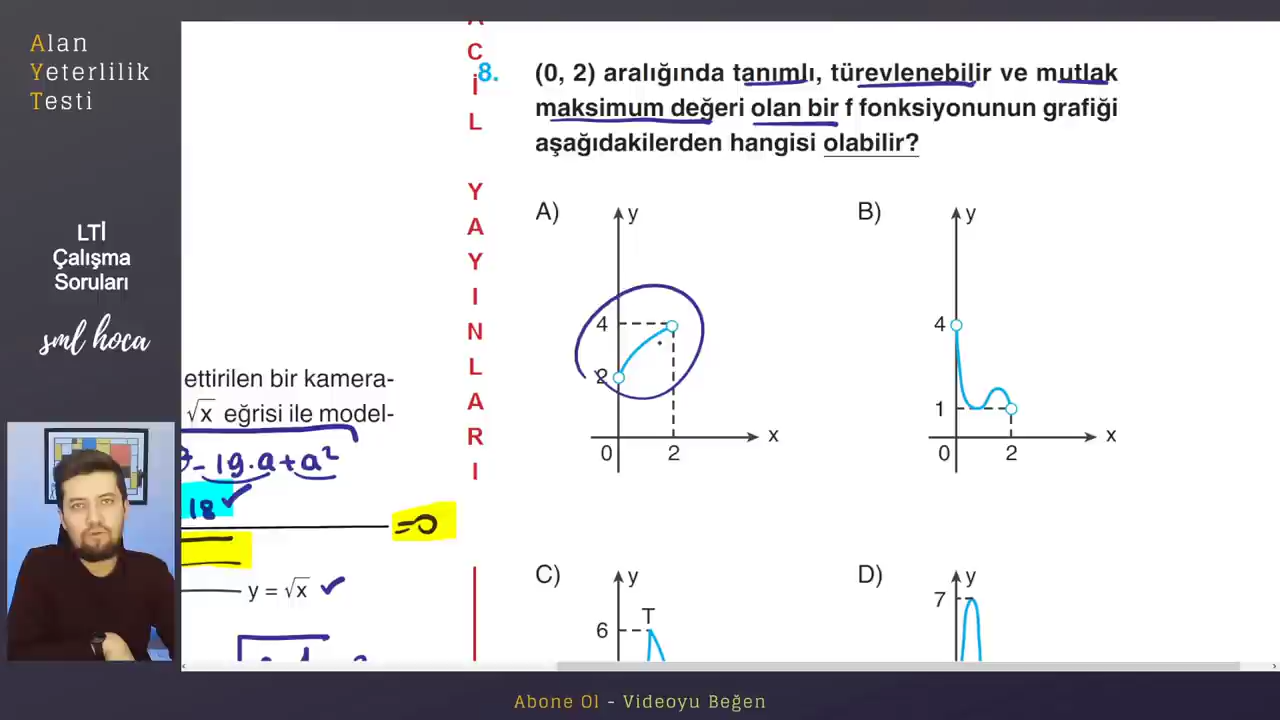 Alan
Yeterlilik
Testi
LTİ
Çalışma
Soruları
sml hoca
ettirilen bir kamera-
√x eğrisi ile model-
- 19.a + a²
18 ✓
=0
y = √x ✓
C
İ
L
Y
A
Y
I
N
L
A
R
I
8. (0, 2) aralığında tanımlı, türevlenebilir ve mutlak
maksimum değeri olan bir f fonksiyonunun grafiği
aşağıdakilerden hangisi olabilir?
A)
y
4
2
0
2
x
B)
y
4
1
0
2
x
C)
y
T
6
D)
y
7
Abone Ol - Videoyu Beğen